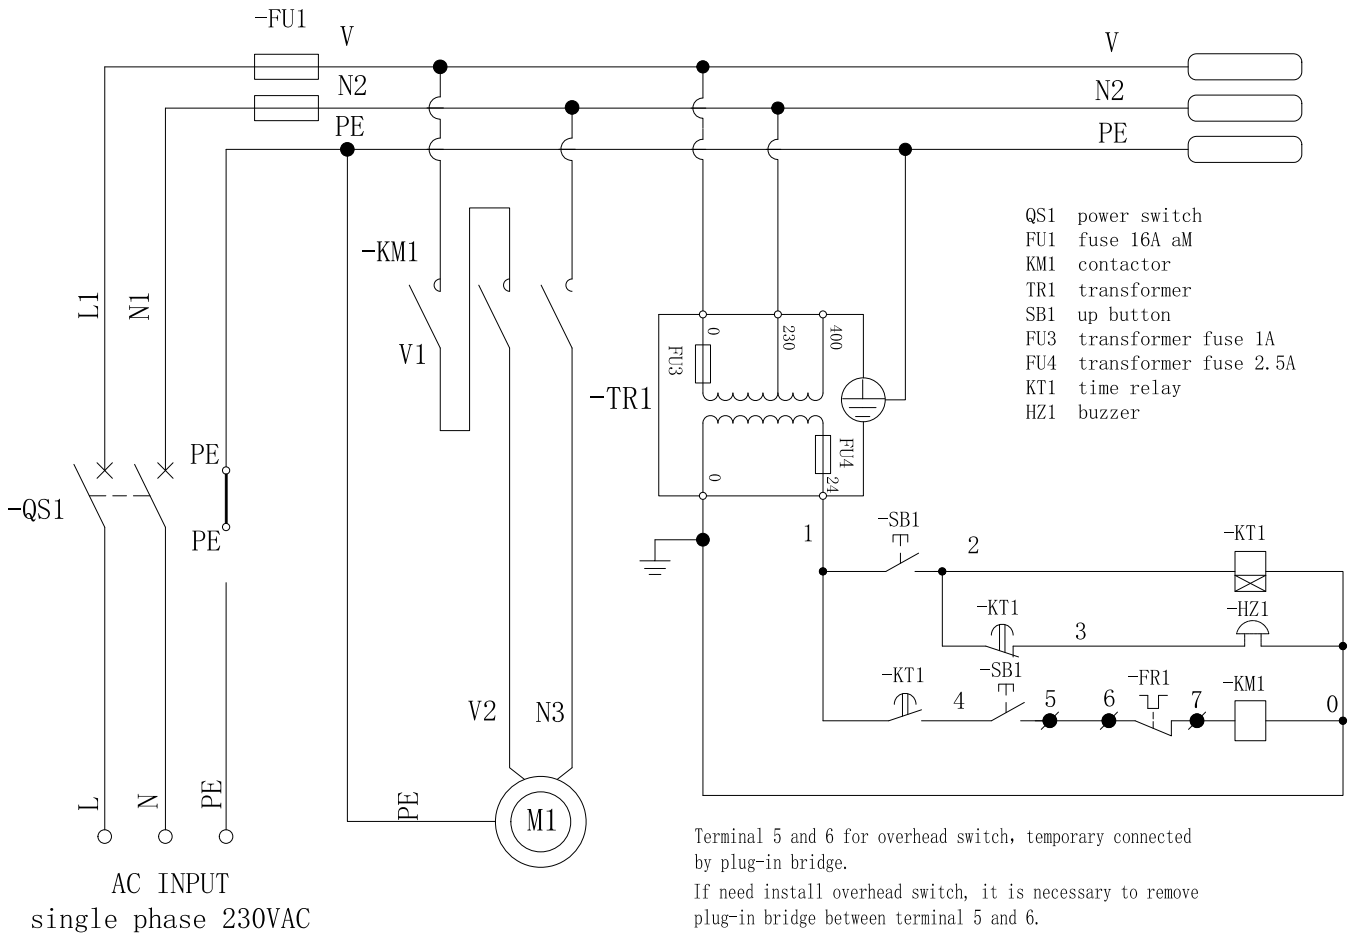 -FU1
V
V
N2
N2
PE
PE
QS1 power switch
FU1 fuse 16A aM
KM1 contactor
TR1 transformer
SB1 up button
FU3 transformer fuse 1A
FU4 transformer fuse 2.5A
KT1 time relay
HZ1 buzzer
-KM1
L1
N1
V1
0
230
400
FU3
-TR1
FU4
0
24
PE
-QS1
PE
1
-SB1
2
-KT1
-KT1
3
-HZ1
-KT1
4
-SB1
5
6
-FR1
7
-KM1
0
V2
N3
L
N
PE
PE
M1
AC INPUT
single phase 230VAC
Terminal 5 and 6 for overhead switch, temporary connected
by plug-in bridge.
If need install overhead switch, it is necessary to remove
plug-in bridge between terminal 5 and 6.